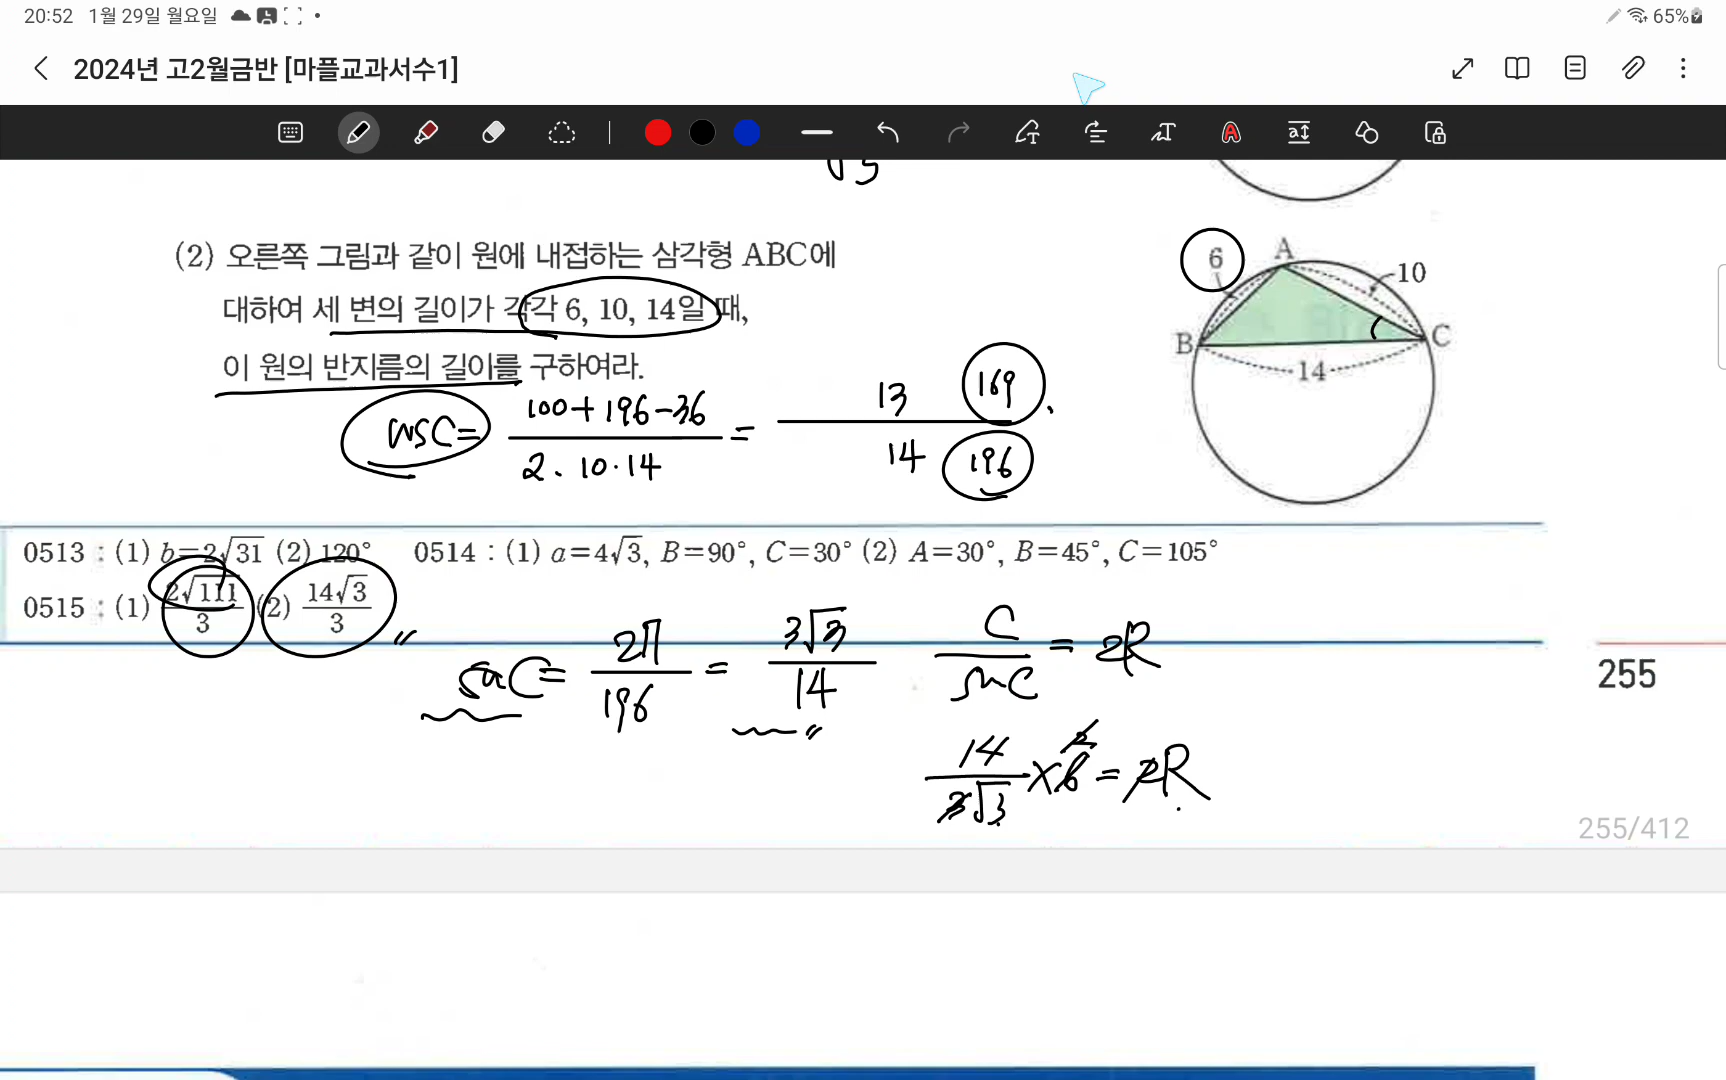 20:52 1월 29일 월요일
65%
2024년 고2월금반 [마플교과서수1]
√3
(2) 오른쪽 그림과 같이 원에 내접하는 삼각형 ABC에
대하여 세 변의 길이가 각각 6, 10, 14일 때,
이 원의 반지름의 길이를 구하여라.
6
A
10
B
C
14
cosC= (100+196-36)/(2·10·14) = 13/14
169
196
0513 : (1) b=2√31 (2) 120° 0514 : (1) a=4√3, B=90°, C=30° (2) A=30°, B=45°, C=105°
0515 : (1) 2√111/3 (2) 14√3/3
sinC= 27/196 = 3√3/14
C/sinC = 2R
14/3√3 ×6 = 2R
2
255
255/412